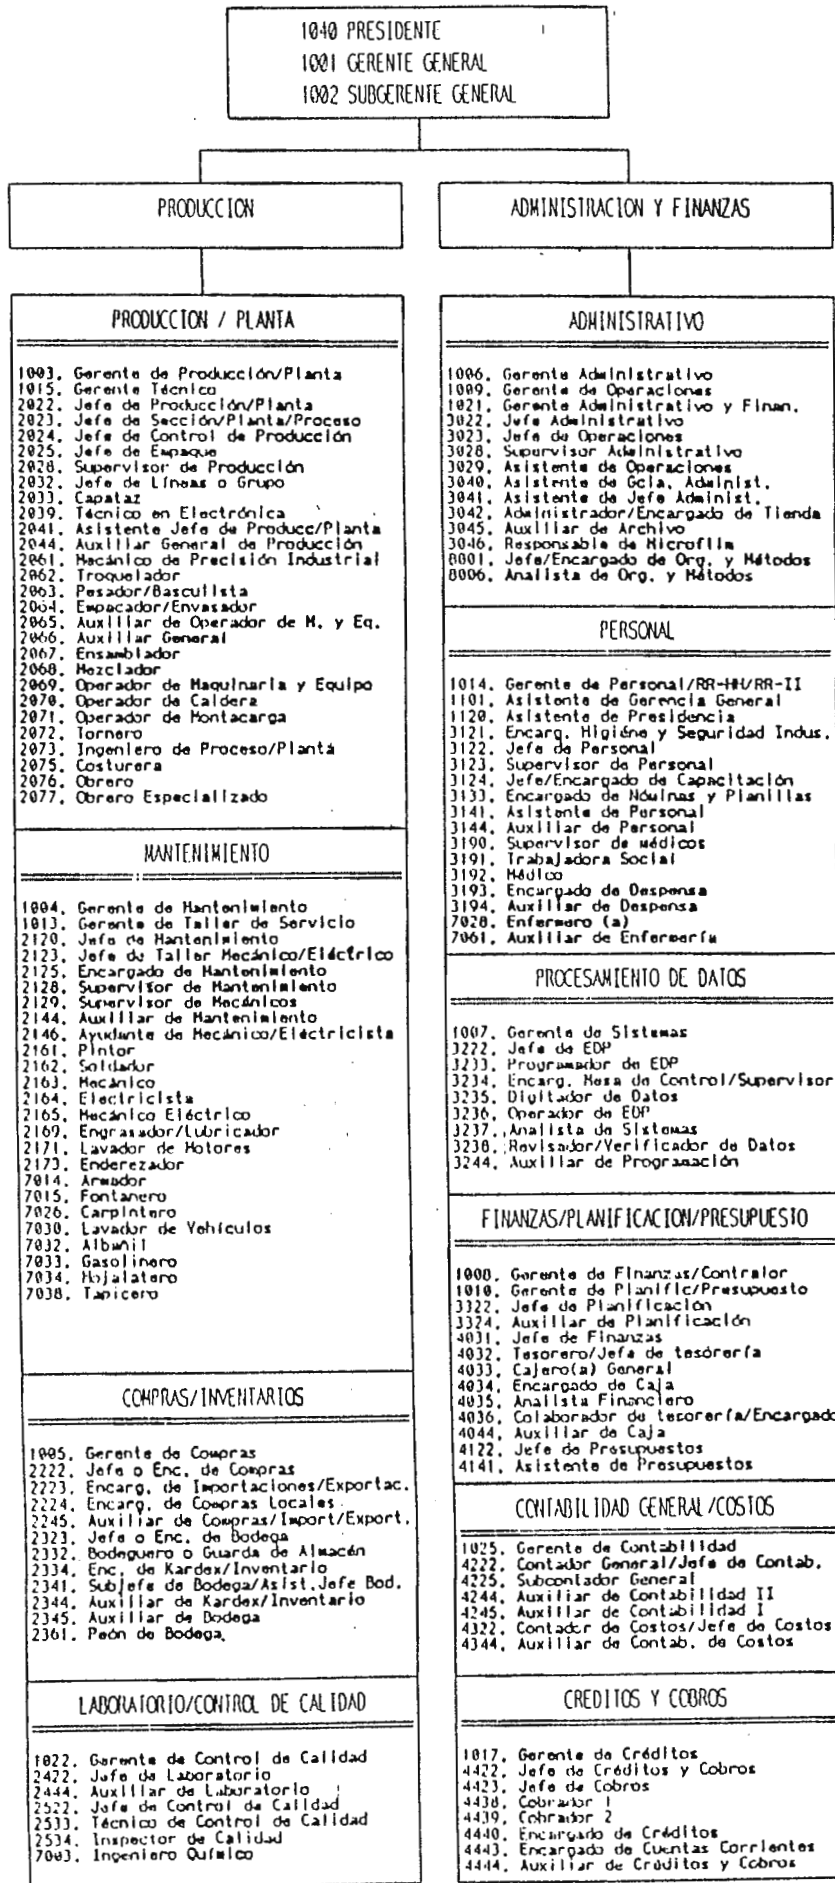 1040 PRESIDENTE
1001 GERENTE GENERAL
1002 SUBGERENTE GENERAL
PRODUCCION
ADMINISTRACION Y FINANZAS
PRODUCCION / PLANTA
1003. Gerente de Producción/Planta
1015. Gerente Técnico
2022. Jefe de Producción/Planta
2023. Jefe de Sección/Planta/Proceso
2024. Jefe de Control de Producción
2025. Jefe de Empaque
2028. Supervisor de Producción
2032. Jefe de Líneas o Grupo
2033. Capataz
2039. Técnico en Electrónica
2041. Asistente Jefe de Producc/Planta
2044. Auxiliar General de Producción
2061. Mecánico de Precisión Industrial
2062. Troquelador
2063. Pesador/Basculista
2064. Empacador/Envasador
2065. Auxiliar de Operador de M. y Eq.
2066. Auxiliar General
2067. Ensamblador
2068. Mezclador
2069. Operador de Maquinaria y Equipo
2070. Operador de Caldera
2071. Operador de Montacarga
2072. Tornero
2073. Ingeniero de Proceso/Planta
2075. Costurera
2076. Obrero
2077. Obrero Especializado
MANTENIMIENTO
1004. Gerente de Mantenimiento
1013. Gerente de Taller de Servicio
2120. Jefe de Mantenimiento
2123. Jefe de Taller Mecánico/Eléctrico
2125. Encargado de Mantenimiento
2128. Supervisor de Mantenimiento
2129. Supervisor de Mecánicos
2144. Auxiliar de Mantenimiento
2146. Ayudante de Mecánico/Electricista
2161. Pintor
2162. Soldador
2163. Mecánico
2164. Electricista
2165. Mecánico Eléctrico
2169. Engrasador/Lubricador
2171. Lavador de Motores
2173. Enderezador
7014. Armador
7015. Fontanero
7026. Carpintero
7030. Lavador de Vehículos
7032. Albañil
7033. Gasolinero
7034. Hojalatero
7038. Tapicero
COMPRAS/INVENTARIOS
1005. Gerente de Compras
2222. Jefe o Enc. de Compras
2223. Encarg. de Importaciones/Exportac.
2224. Encarg. de Compras Locales
2245. Auxiliar de Compras/Import/Export.
2323. Jefe o Enc. de Bodega
2332. Bodeguero o Guarda de Almacén
2334. Enc. de Kardex/Inventario
2341. Subjefe de Bodega/Asist.Jefe Bod.
2344. Auxiliar de Kardex/Inventario
2345. Auxiliar de Bodega
2361. Peón de Bodega.
LABORATORIO/CONTROL DE CALIDAD
1022. Gerente de Control de Calidad
2422. Jefe de Laboratorio
2444. Auxiliar de Laboratorio
2522. Jefe de Control de Calidad
2533. Técnico de Control de Calidad
2534. Inspector de Calidad
7003. Ingeniero Químico
ADMINISTRATIVO
1006. Gerente Administrativo
1009. Gerente de Operaciones
1021. Gerente Administrativo y Finan.
3022. Jefe Administrativo
3023. Jefe de Operaciones
3028. Supervisor Administrativo
3029. Asistente de Operaciones
3040. Asistente de Gcia. Administ.
3041. Asistente de Jefe Administ.
3042. Administrador/Encargado de Tienda
3045. Auxiliar de Archivo
3046. Responsable de Microfilm
8001. Jefe/Encargado de Org. y Métodos
8006. Analista de Org. y Métodos
PERSONAL
1014. Gerente de Personal/RR-HH/RR-II
1101. Asistente de Gerencia General
1120. Asistente de Presidencia
3121. Encarg. Higiéne y Seguridad Indus.
3122. Jefe de Personal
3123. Supervisor de Personal
3124. Jefe/Encargado de Capacitación
3133. Encargado de Nóminas y Planillas
3141. Asistente de Personal
3144. Auxiliar de Personal
3190. Supervisor de médicos
3191. Trabajadora Social
3192. Médico
3193. Encargado de Despensa
3194. Auxiliar de Despensa
7028. Enfermero (a)
7061. Auxiliar de Enfermería
PROCESAMIENTO DE DATOS
1007. Gerente de Sistemas
3222. Jefe de EDP
3233. Programador de EDP
3234. Encarg. Mesa de Control/Supervisor
3235. Digitador de Datos
3236. Operador de EDP
3237. Analista de Sistemas
3238. Revisador/Verificador de Datos
3244. Auxiliar de Programación
FINANZAS/PLANIFICACION/PRESUPUESTO
1008. Gerente de Finanzas/Contralor
1010. Gerente de Planific/Presupuesto
3322. Jefe de Planificación
3324. Auxiliar de Planificación
4031. Jefe de Finanzas
4032. Tesorero/Jefe de tesórería
4033. Cajero(a) General
4034. Encargado de Caja
4035. Analista Financiero
4036. Colaborador de tesorería/Encargado
4044. Auxiliar de Caja
4122. Jefe de Presupuestos
4141. Asistente de Presupuestos
CONTABILIDAD GENERAL/COSTOS
1025. Gerente de Contabilidad
4222. Contador General/Jefe de Contab.
4225. Subcontador General
4244. Auxiliar de Contabilidad II
4245. Auxiliar de Contabilidad I
4322. Contador de Costos/Jefe de Costos
4344. Auxiliar de Contab. de Costos
CREDITOS Y COBROS
1017. Gerente de Créditos
4422. Jefe de Créditos y Cobros
4423. Jefe de Cobros
4438. Cobrador 1
4439. Cobrador 2
4440. Encargado de Créditos
4443. Encargado de Cuentas Corrientes
4444. Auxiliar de Créditos y Cobros